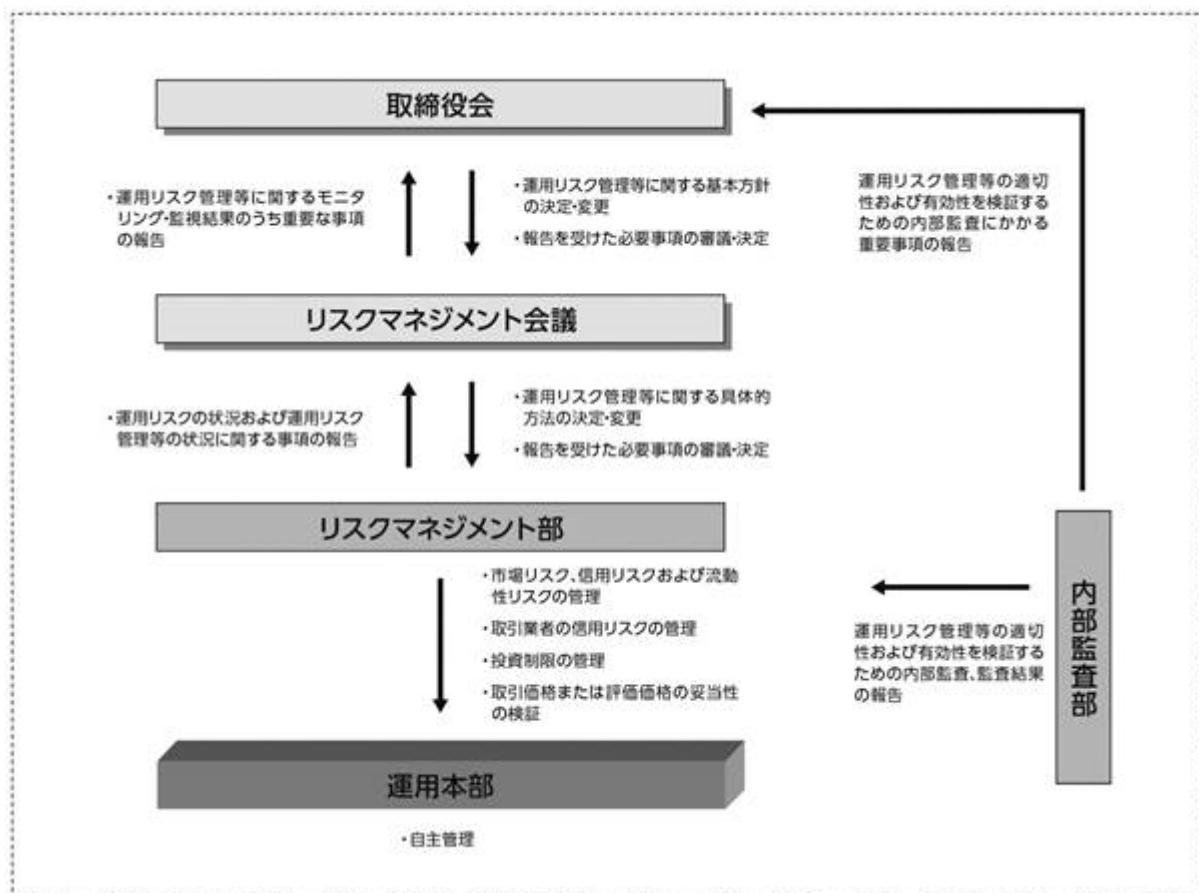 取締役会
・運用リスク管理等に関するモニタ
リング・監視結果のうち重要な事項
の報告
・運用リスク管理等に関する基本方針
の決定・変更
・報告を受けた必要事項の審議・決定
運用リスク管理等の適切
性および有効性を検証する
ための内部監査にかかる
重要事項の報告
リスクマネジメント会議
・運用リスクの状況および運用リスク
管理等の状況に関する事項の報告
・運用リスク管理等に関する具体的
方法の決定・変更
・報告を受けた必要事項の審議・決定
リスクマネジメント部
・市場リスク、信用リスクおよび流動
性リスクの管理
・取引業者の信用リスクの管理
・投資制限の管理
・取引価格または評価価格の妥当性
の検証
運用リスク管理等の適切
性および有効性を検証する
ための内部監査、監査結果
の報告
内部監査部
運用本部
・自主管理